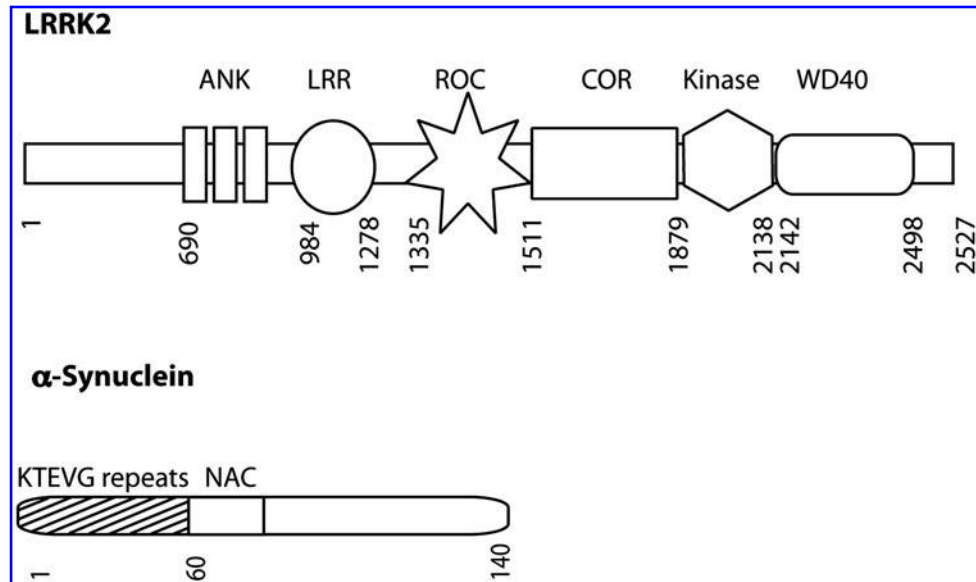 LRRK2
ANK LRR ROC COR Kinase WD40
1 690 984 1278 1335 1511 1879 2138 2142 2498 2527
α-Synuclein
KTEVG repeats NAC
1 60 140